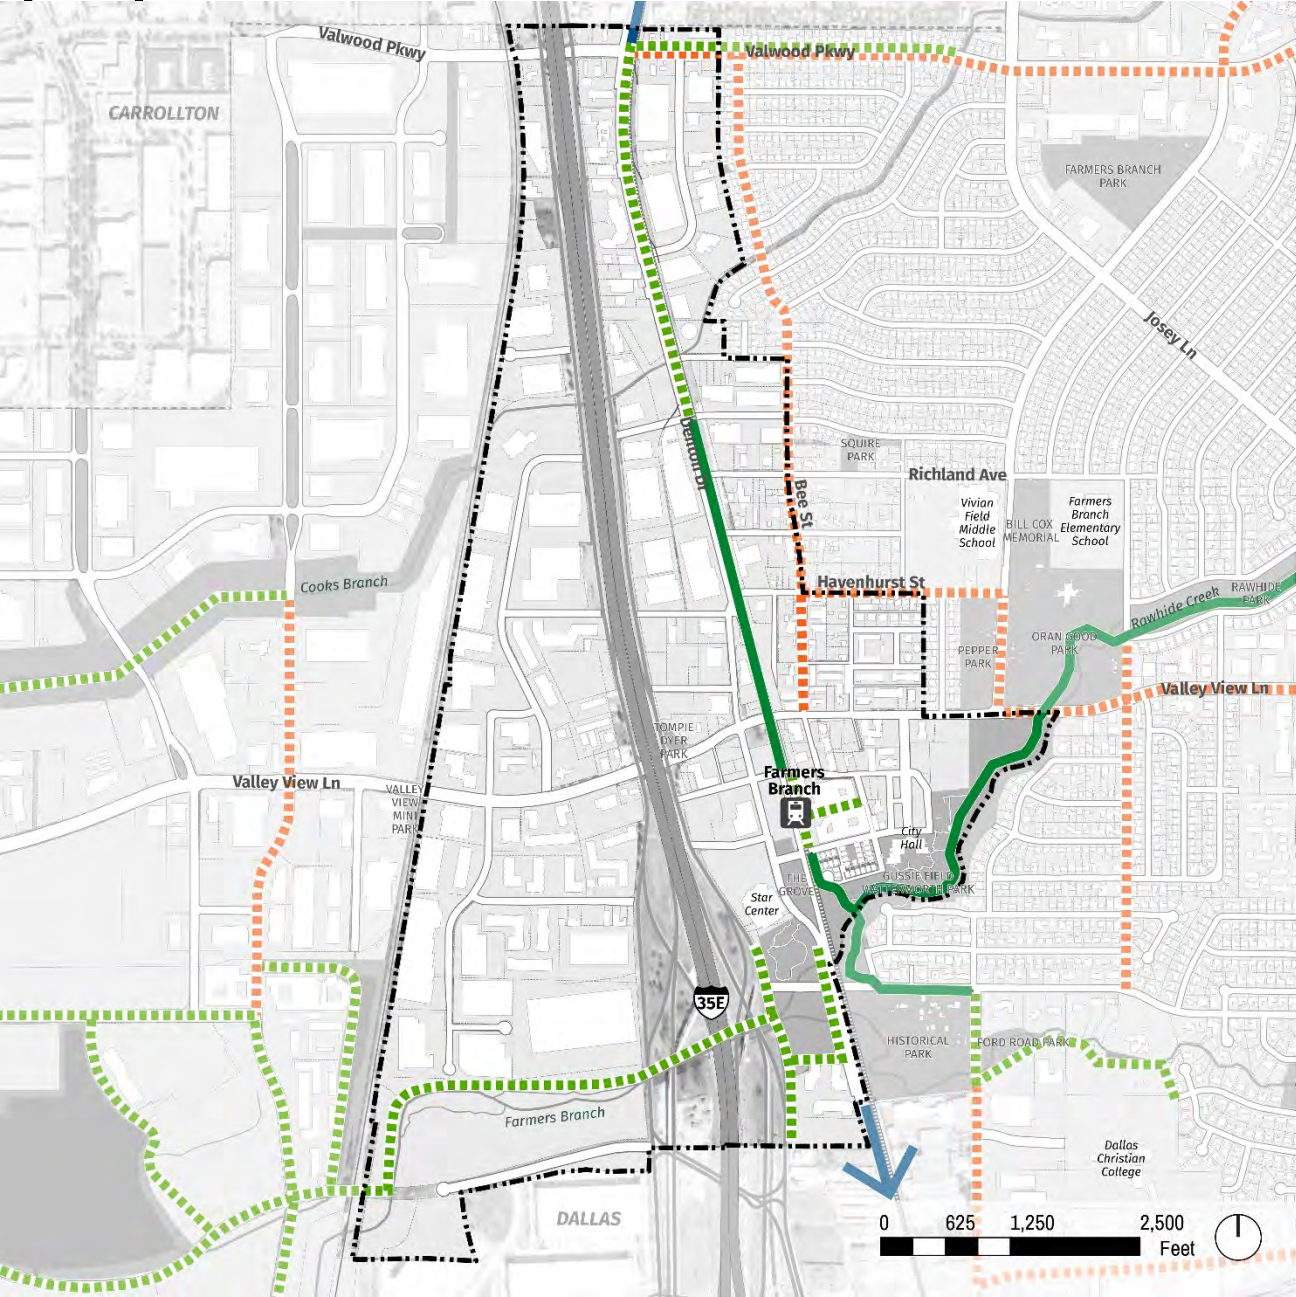 Valwood Pkwy
Valwood Pkwy
CARROLLTON
FARMERS BRANCH
PARK
Josey Ln
Denton Dr
SQUIRE
PARK
Richland Ave
Bee St
Vivian
Field
Middle
School
BILL COX
MEMORIAL
Farmers
Branch
Elementary
School
Cooks Branch
Havenhurst St
Rawhide Creek
RAWHIDE
PARK
ORAN GOOD
PARK
PEPPER
PARK
Valley View Ln
TOMPIE
DYER
PARK
Farmers
Branch
Valley View Ln
VALLEY
VIEW
MINI
PARK
City
Hall
THE
GROVE
GUSSIE FIELD
WATTERWORTH PARK
Star
Center
35E
HISTORICAL
PARK
FORD ROAD PARK
Farmers Branch
Dallas
Christian
College
DALLAS
0 625 1,250 2,500
Feet